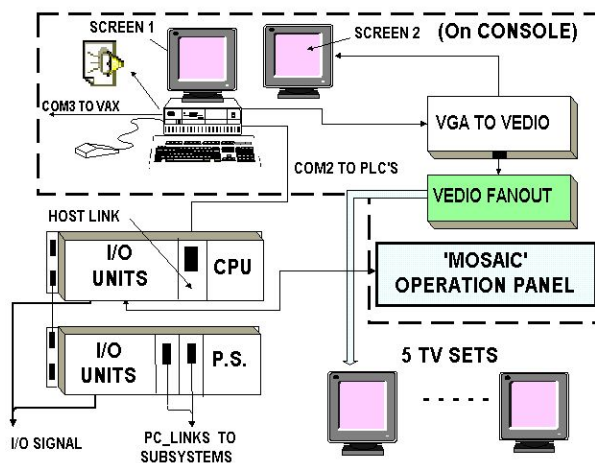 SCREEN 1
SCREEN 2
(On CONSOLE)
COM3 TO VAX
VGA TO VEDIO
COM2 TO PLC'S
VEDIO FANOUT
HOST LINK
I/O
UNITS
CPU
'MOSAIC'
OPERATION PANEL
I/O
UNITS
P.S.
5 TV SETS
I/O SIGNAL
PC_LINKS TO
SUBSYSTEMS